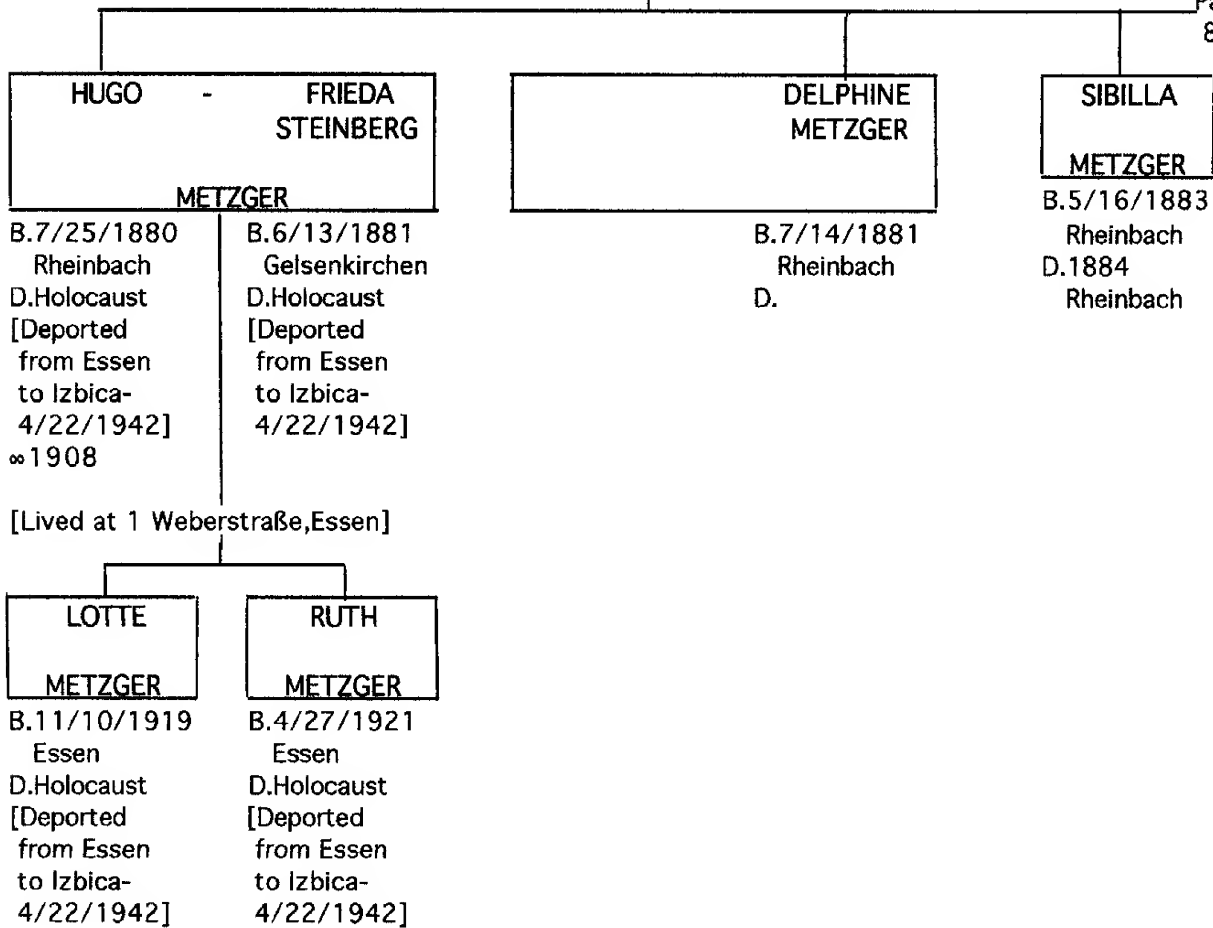 HUGO - FRIEDA
STEINBERG
METZGER
B.7/25/1880
Rheinbach
D.Holocaust
[Deported
from Essen
to Izbica-
4/22/1942]
∞1908
B.6/13/1881
Gelsenkirchen
D.Holocaust
[Deported
from Essen
to Izbica-
4/22/1942]
[Lived at 1 Weberstraße,Essen]
DELPHINE
METZGER
B.7/14/1881
Rheinbach
D.
SIBILLA
METZGER
B.5/16/1883
Rheinbach
D.1884
Rheinbach
LOTTE
METZGER
B.11/10/1919
Essen
D.Holocaust
[Deported
from Essen
to Izbica-
4/22/1942]
RUTH
METZGER
B.4/27/1921
Essen
D.Holocaust
[Deported
from Essen
to Izbica-
4/22/1942]